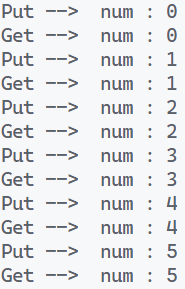 Put -->  num : 0
Get -->  num : 0
Put -->  num : 1
Get -->  num : 1
Put -->  num : 2
Get -->  num : 2
Put -->  num : 3
Get -->  num : 3
Put -->  num : 4
Get -->  num : 4
Put -->  num : 5
Get -->  num : 5